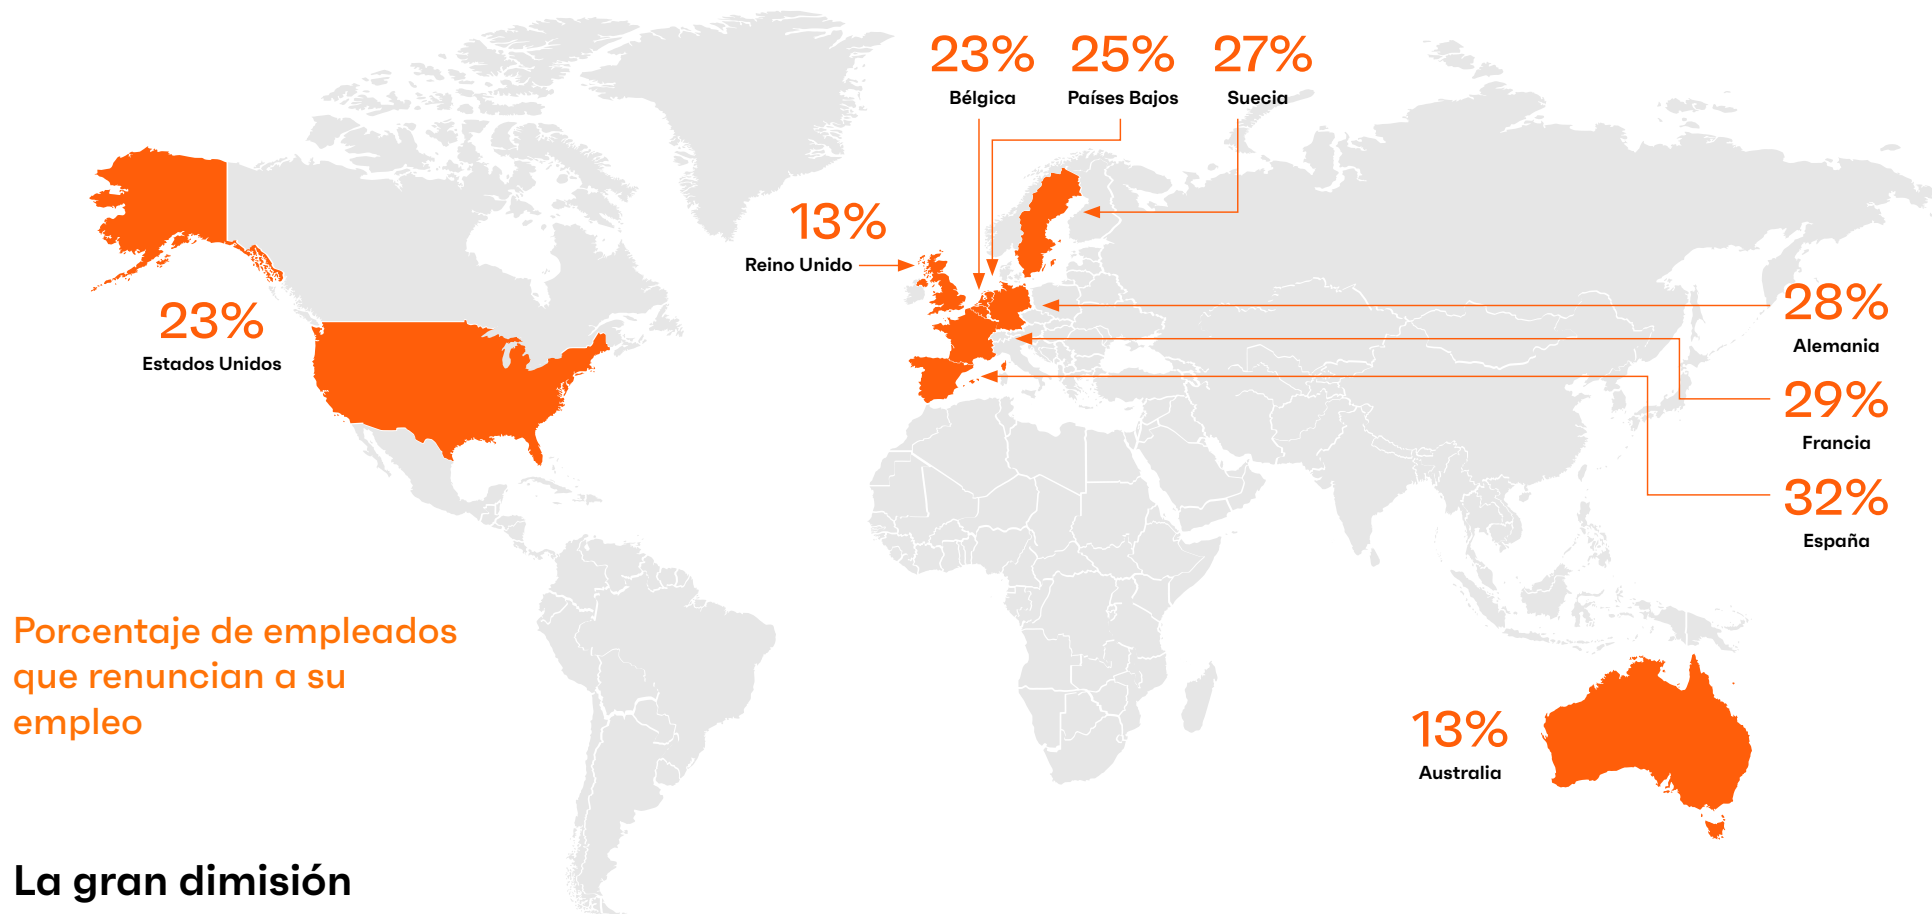 23%
Bélgica
25%
Países Bajos
27%
Suecia
13%
Reino Unido
23%
Estados Unidos
28%
Alemania
29%
Francia
32%
España
Porcentaje de empleados
que renuncian a su
empleo
13%
Australia
La gran dimisión